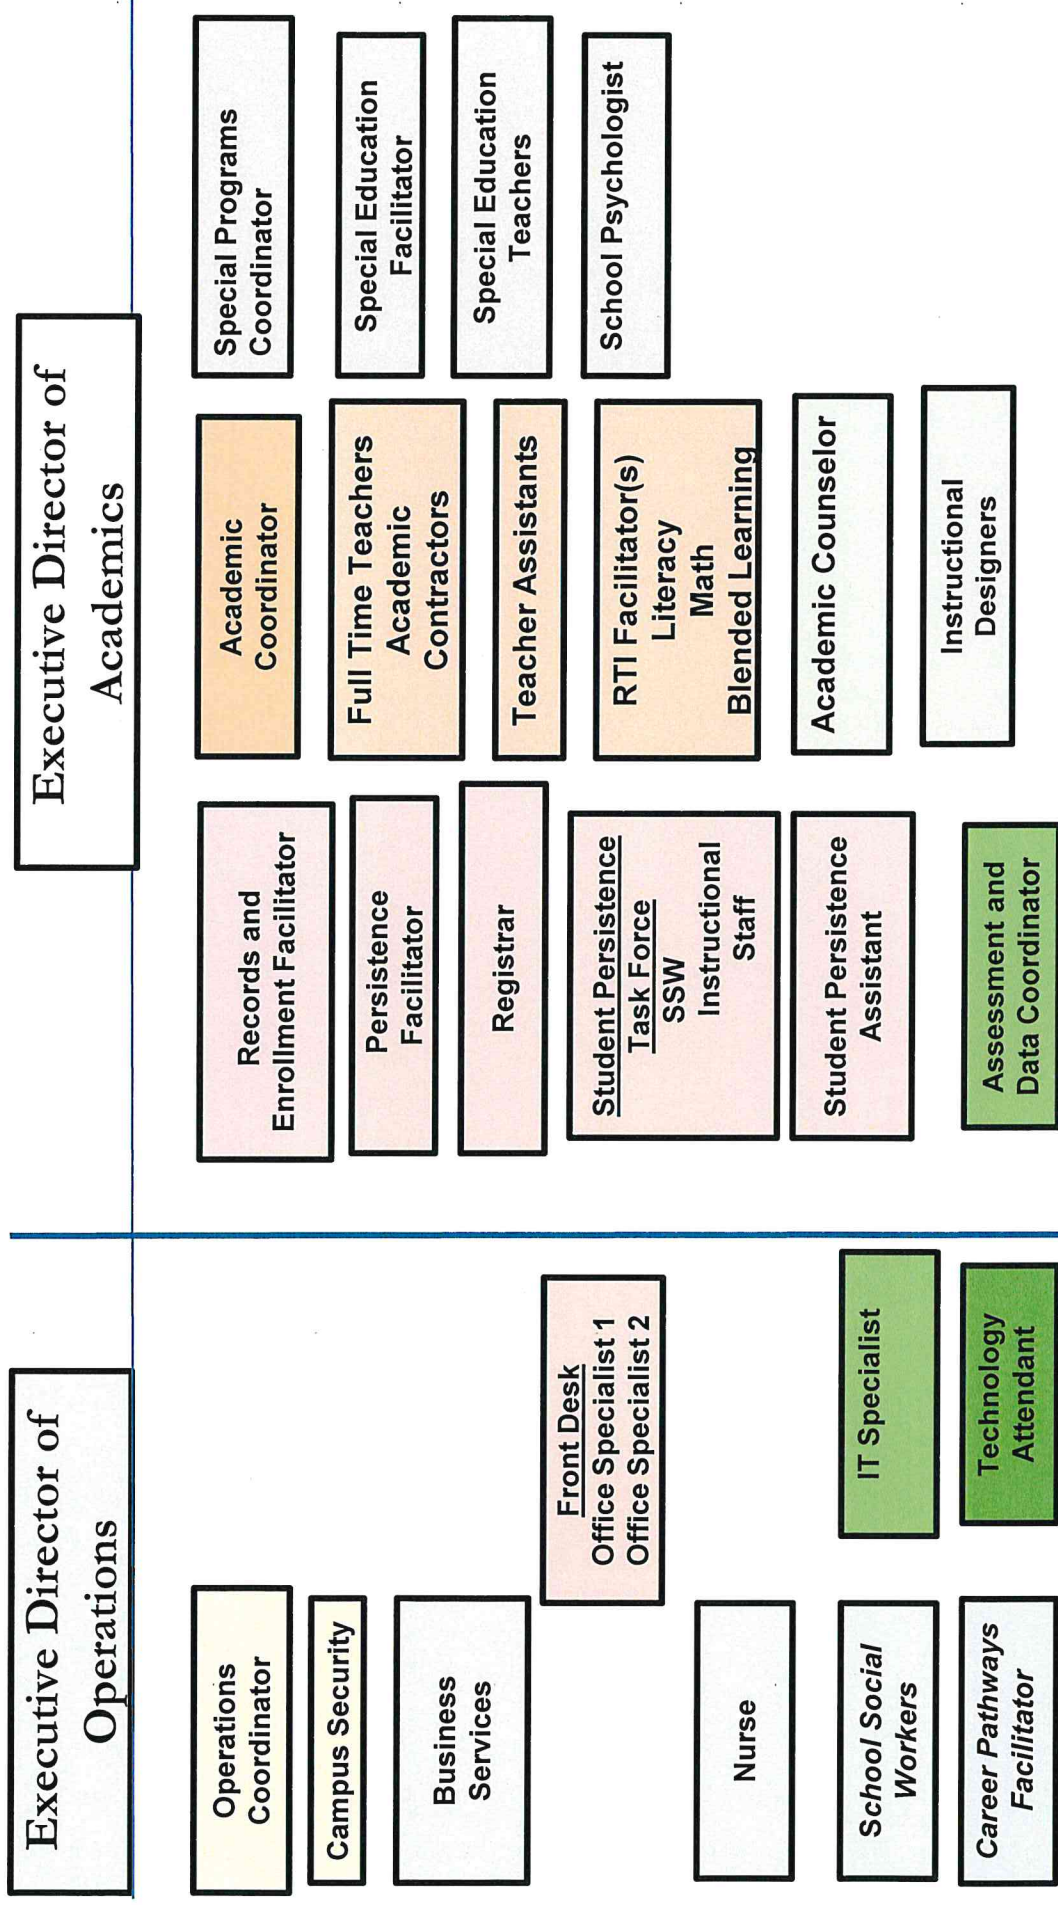 Executive Director of
Operations
Operations
Coordinator
Campus Security
Business
Services
Front Desk
Office Specialist 1
Office Specialist 2
Nurse
School Social
Workers
IT Specialist
Career Pathways
Facilitator
Technology
Attendant
Executive Director of
Academics
Records and
Enrollment Facilitator
Persistence
Facilitator
Registrar
Student Persistence
Task Force
SSW
Instructional
Staff
Student Persistence
Assistant
Assessment and
Data Coordinator
Academic
Coordinator
Full Time Teachers
Academic
Contractors
Teacher Assistants
RTI Facilitator(s)
Literacy
Math
Blended Learning
Academic Counselor
Instructional
Designers
Special Programs
Coordinator
Special Education
Facilitator
Special Education
Teachers
School Psychologist